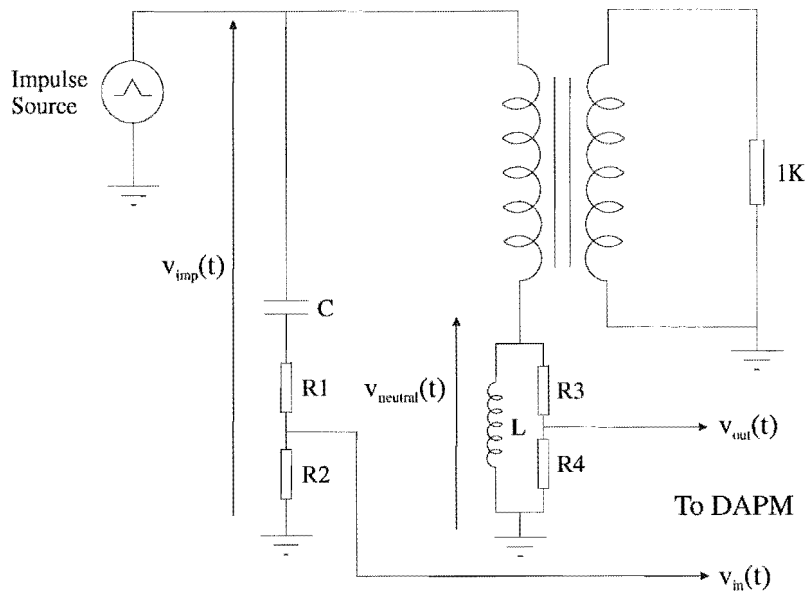 Impulse
Source
1K
v_imp(t)
C
R1
v_neutral(t)
R3
L
v_out(t)
R2
R4
To DAPM
v_in(t)